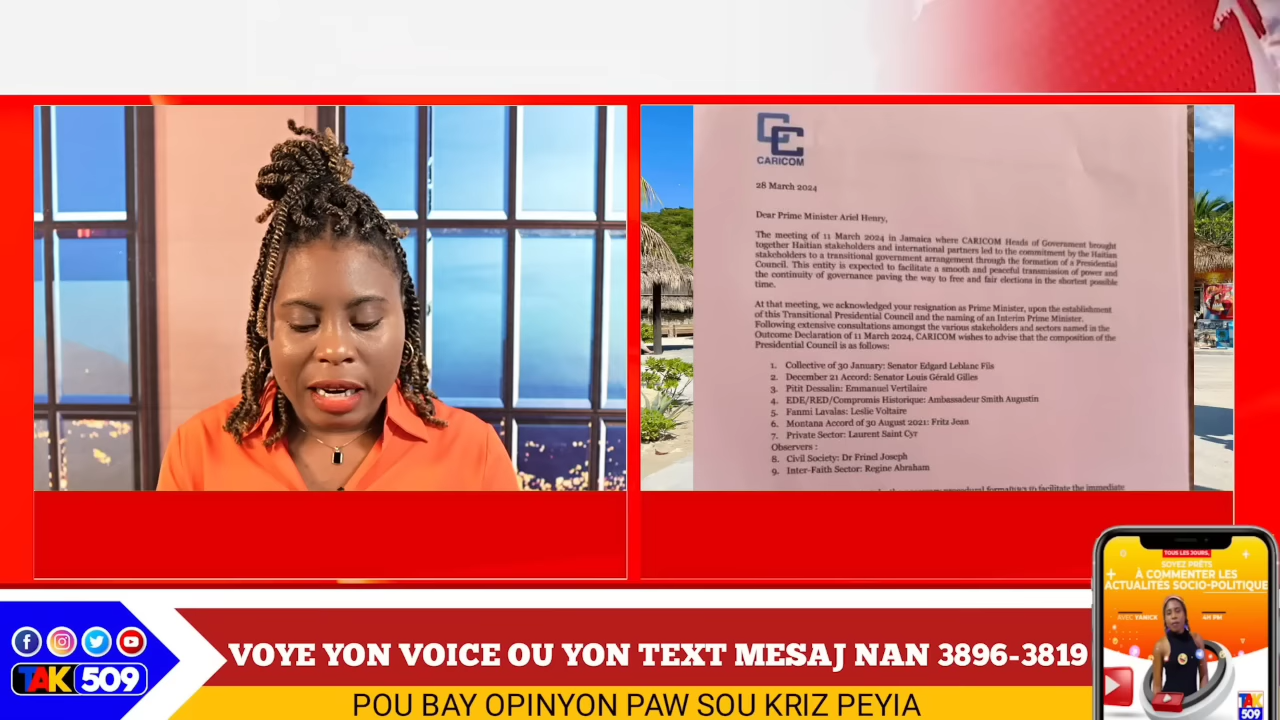 CARICOM
28 March 2024
Dear Prime Minister Ariel Henry,
The meeting of 11 March 2024 in Jamaica where CARICOM Heads of Government brought
together Haitian stakeholders and international partners led to the commitment by the Haitian
stakeholders to a transitional government arrangement through the formation of a Presidential
Council. This entity is expected to facilitate a smooth and peaceful transmission of power and
the continuity of governance paving the way to free and fair elections in the shortest possible
time.
At that meeting, we acknowledged your resignation as Prime Minister, upon the establishment
of this Transitional Presidential Council and the naming of an Interim Prime Minister.
Following extensive consultations amongst the various stakeholders and sectors named in the
Outcome Declaration of 11 March 2024, CARICOM wishes to advise that the composition of the
Presidential Council is as follows:
1. Collective of 30 January: Senator Edgard Leblanc Fils
2. December 21 Accord: Senator Louis Gérald Gilles
3. Pitit Dessalin: Emmanuel Vertilaire
4. EDE/RED/Compromis Historique: Ambassadeur Smith Augustin
5. Fanmi Lavalas: Leslie Voltaire
6. Montana Accord of 30 August 2021: Fritz Jean
7. Private Sector: Laurent Saint Cyr
Observers :
8. Civil Society: Dr Frinel Joseph
9. Inter-Faith Sector: Regine Abraham
facilitate the immediate
TOUS LES JOURS,
SOYEZ PRÊTS
À COMMENTER LES
ACTUALITÉS SOCIO-POLITIQUE
AVEC YANICK
4H PM
TAK 509
VOYE YON VOICE OU YON TEXT MESAJ NAN 3896-3819
POU BAY OPINYON PAW SOU KRIZ PEYIA
TAK 509